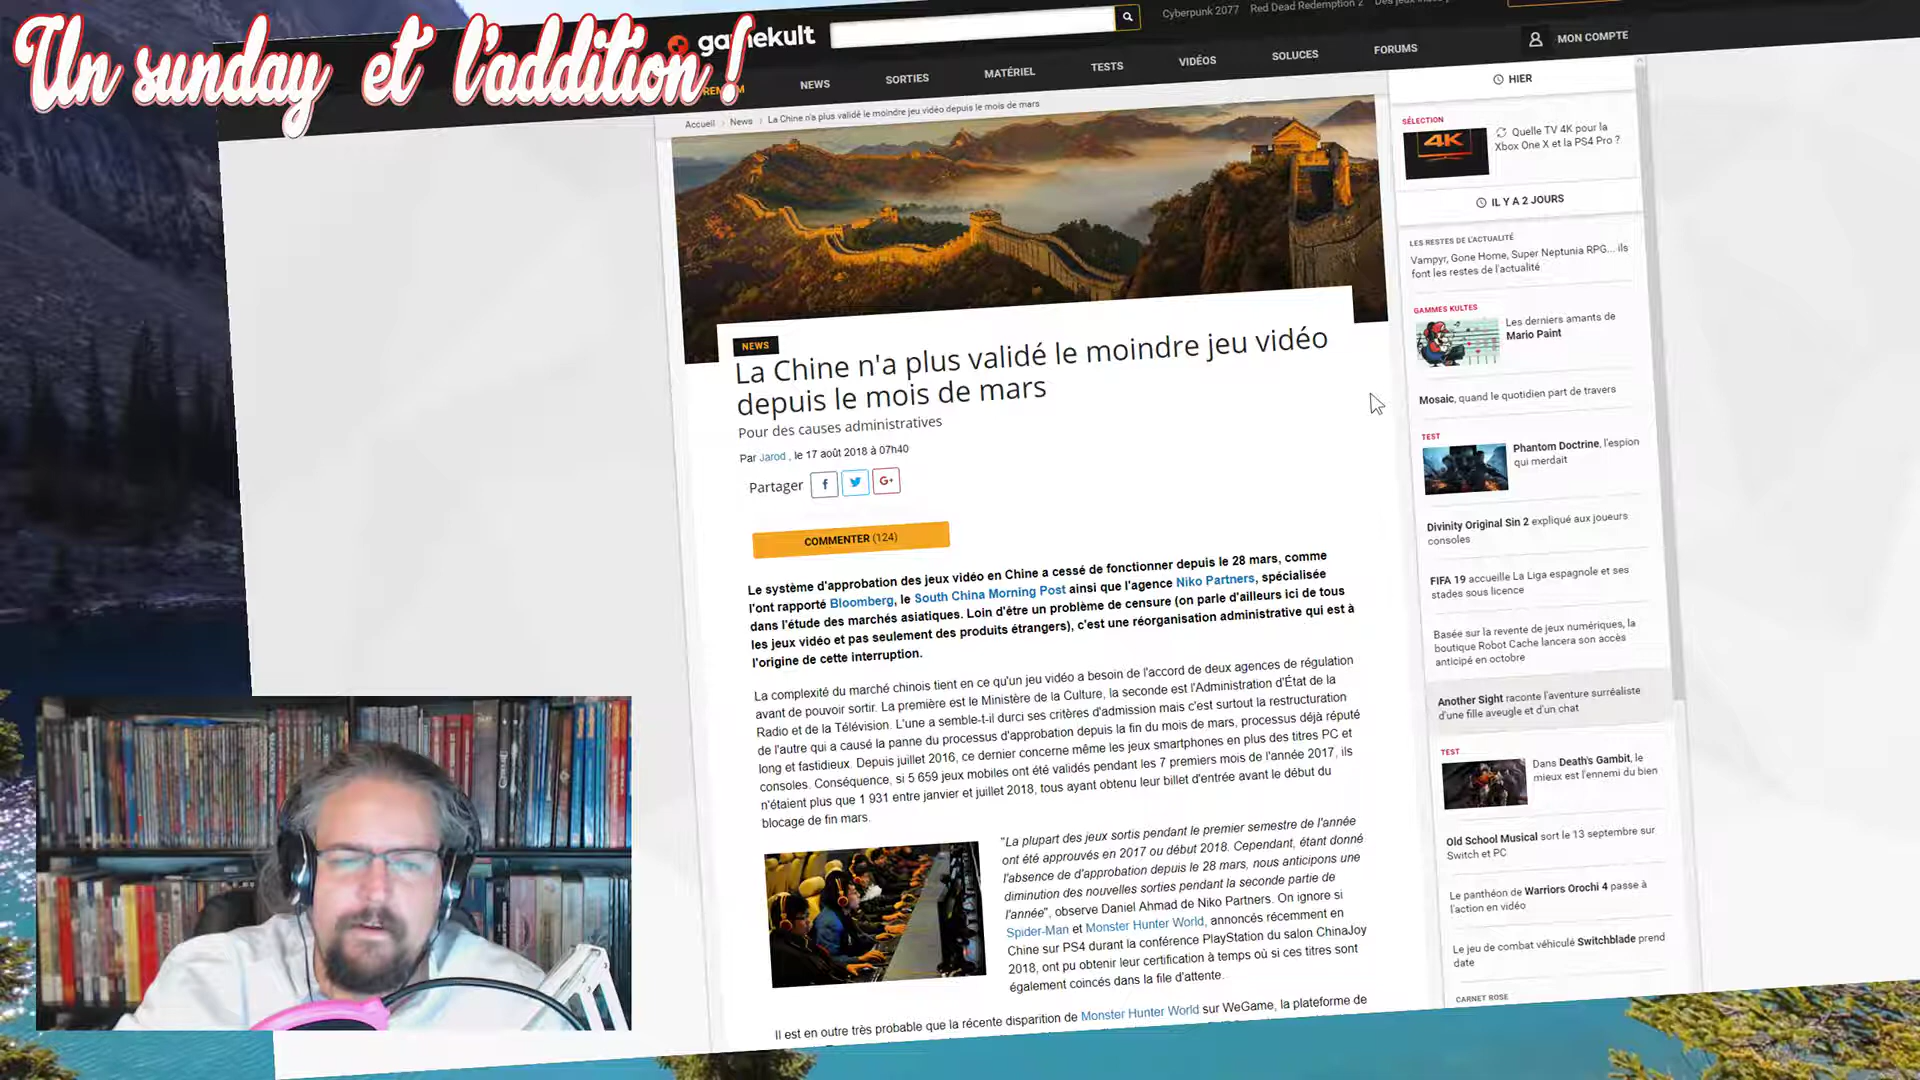 Un sunday et l'addition !
gamekult
Cyberpunk 2077 Red Dead Redemption 2
NEWS SORTIES MATÉRIEL TESTS VIDÉOS SOLUCES FORUMS MON COMPTE
Accueil > News > La Chine n'a plus validé le moindre jeu vidéo depuis le mois de mars
NEWS
La Chine n'a plus validé le moindre jeu vidéo
depuis le mois de mars
Pour des causes administratives
Par Jarod , le 17 août 2018 à 07h40
Partager f G+
COMMENTER (124)
Le système d'approbation des jeux vidéo en Chine a cessé de fonctionner depuis le 28 mars, comme
l'ont rapporté Bloomberg, le South China Morning Post ainsi que l'agence Niko Partners, spécialisée
dans l'étude des marchés asiatiques. Loin d'être un problème de censure (on parle d'ailleurs ici de tous
les jeux vidéo et pas seulement des produits étrangers), c'est une réorganisation administrative qui est à
l'origine de cette interruption.
La complexité du marché chinois tient en ce qu'un jeu vidéo a besoin de l'accord de deux agences de régulation
avant de pouvoir sortir. La première est le Ministère de la Culture, la seconde est l'Administration d'État de la
Radio et de la Télévision. L'une a semble-t-il durci ses critères d'admission mais c'est surtout la restructuration
de l'autre qui a causé la panne du processus d'approbation depuis la fin du mois de mars, processus déjà réputé
long et fastidieux. Depuis juillet 2016, ce dernier concerne même les jeux smartphones en plus des titres PC et
consoles. Conséquence, si 5 659 jeux mobiles ont été validés pendant les 7 premiers mois de l'année 2017, ils
n'étaient plus que 1 931 entre janvier et juillet 2018, tous ayant obtenu leur billet d'entrée avant le début du
blocage de fin mars.
"La plupart des jeux sortis pendant le premier semestre de l'année
ont été approuvés en 2017 ou début 2018. Cependant, étant donné
l'absence de d'approbation depuis le 28 mars, nous anticipons une
diminution des nouvelles sorties pendant la seconde partie de
l'année", observe Daniel Ahmad de Niko Partners. On ignore si
Spider-Man et Monster Hunter World, annoncés récemment en
Chine sur PS4 durant la conférence PlayStation du salon ChinaJoy
2018, ont pu obtenir leur certification à temps où si ces titres sont
également coincés dans la file d'attente.
Il est en outre très probable que la récente disparition de Monster Hunter World sur WeGame, la plateforme de
HIER
SÉLECTION
4K
Quelle TV 4K pour la
Xbox One X et la PS4 Pro ?
IL Y A 2 JOURS
LES RESTES DE L'ACTUALITÉ
Vampyr, Gone Home, Super Neptunia RPG... ils
font les restes de l'actualité
GAMMES KULTES
Les derniers amants de
Mario Paint
Mosaic, quand le quotidien part de travers
TEST
Phantom Doctrine, l'espion
qui merdait
Divinity Original Sin 2 expliqué aux joueurs
consoles
FIFA 19 accueille La Liga espagnole et ses
stades sous licence
Basée sur la revente de jeux numériques, la
boutique Robot Cache lancera son accès
anticipé en octobre
Another Sight raconte l'aventure surréaliste
d'une fille aveugle et d'un chat
TEST
Dans Death's Gambit, le
mieux est l'ennemi du bien
Old School Musical sort le 13 septembre sur
Switch et PC
Le panthéon de Warriors Orochi 4 passe à
l'action en vidéo
Le jeu de combat véhiculé Switchblade prend
date
CARNET ROSE